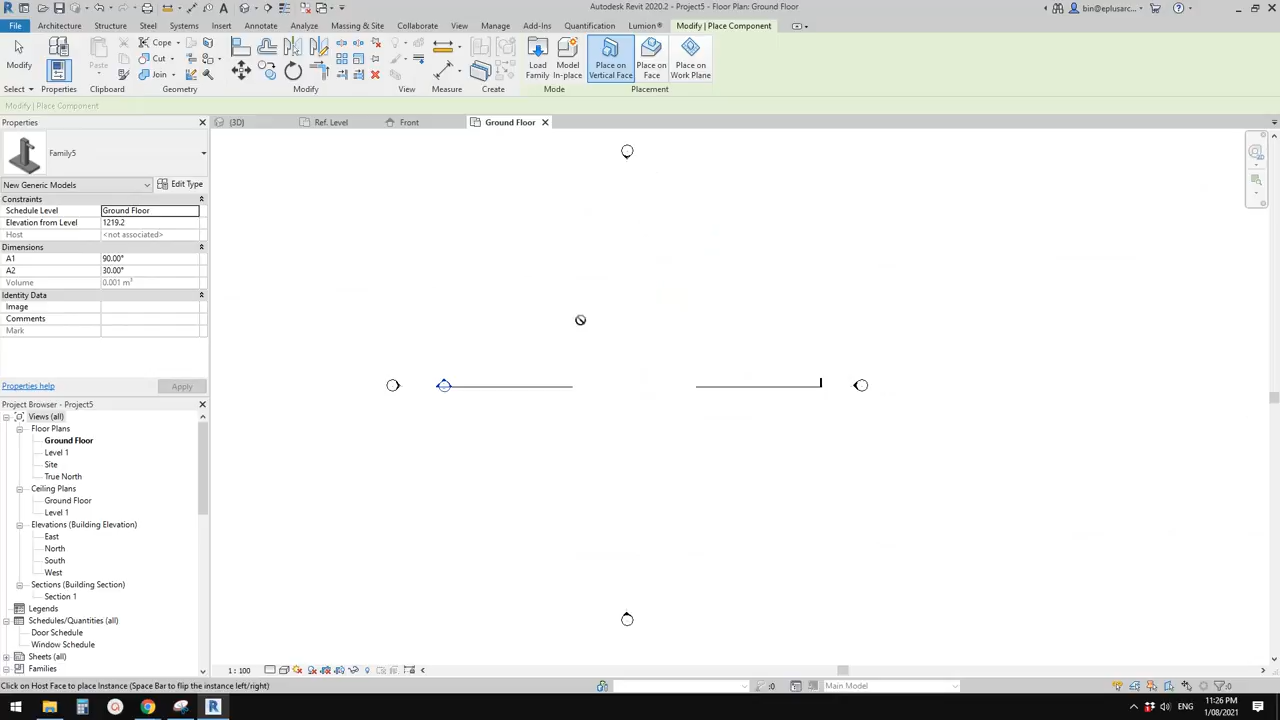 Autodesk Revit 2020.2 - Project5 - Floor Plan: Ground Floor
bin@eplusarc...
File
Architecture
Structure
Steel
Systems
Insert
Annotate
Analyze
Massing & Site
Collaborate
View
Manage
Add-Ins
Quantification
Lumion®
Modify | Place Component
Modify
Properties
Paste
Cope
Cut
Join
Load Family
Model In-place
Place on Vertical Face
Place on Face
Place on Work Plane
Select
Properties
Clipboard
Geometry
Modify
View
Measure
Create
Mode
Placement
Modify | Place Component
Properties
(3D)
Ref. Level
Front
Ground Floor
Family5
New Generic Models
Edit Type
Constraints
Schedule Level Ground Floor
Elevation from Level 1219.2
Host <not associated>
Dimensions
A1 90.00°
A2 30.00°
Volume 0.001 m³
Identity Data
Image
Comments
Mark
Properties help
Apply
Project Browser - Project5
Views (all)
Floor Plans
Ground Floor
Level 1
Site
True North
Ceiling Plans
Ground Floor
Level 1
Elevations (Building Elevation)
East
North
South
West
Sections (Building Section)
Section 1
Legends
Schedules/Quantities (all)
Door Schedule
Window Schedule
Sheets (all)
Families
1 : 100
Click on Host Face to place Instance (Space Bar to flip the instance left/right)
:0
Main Model
:0
ENG
11:26 PM
1/08/2021